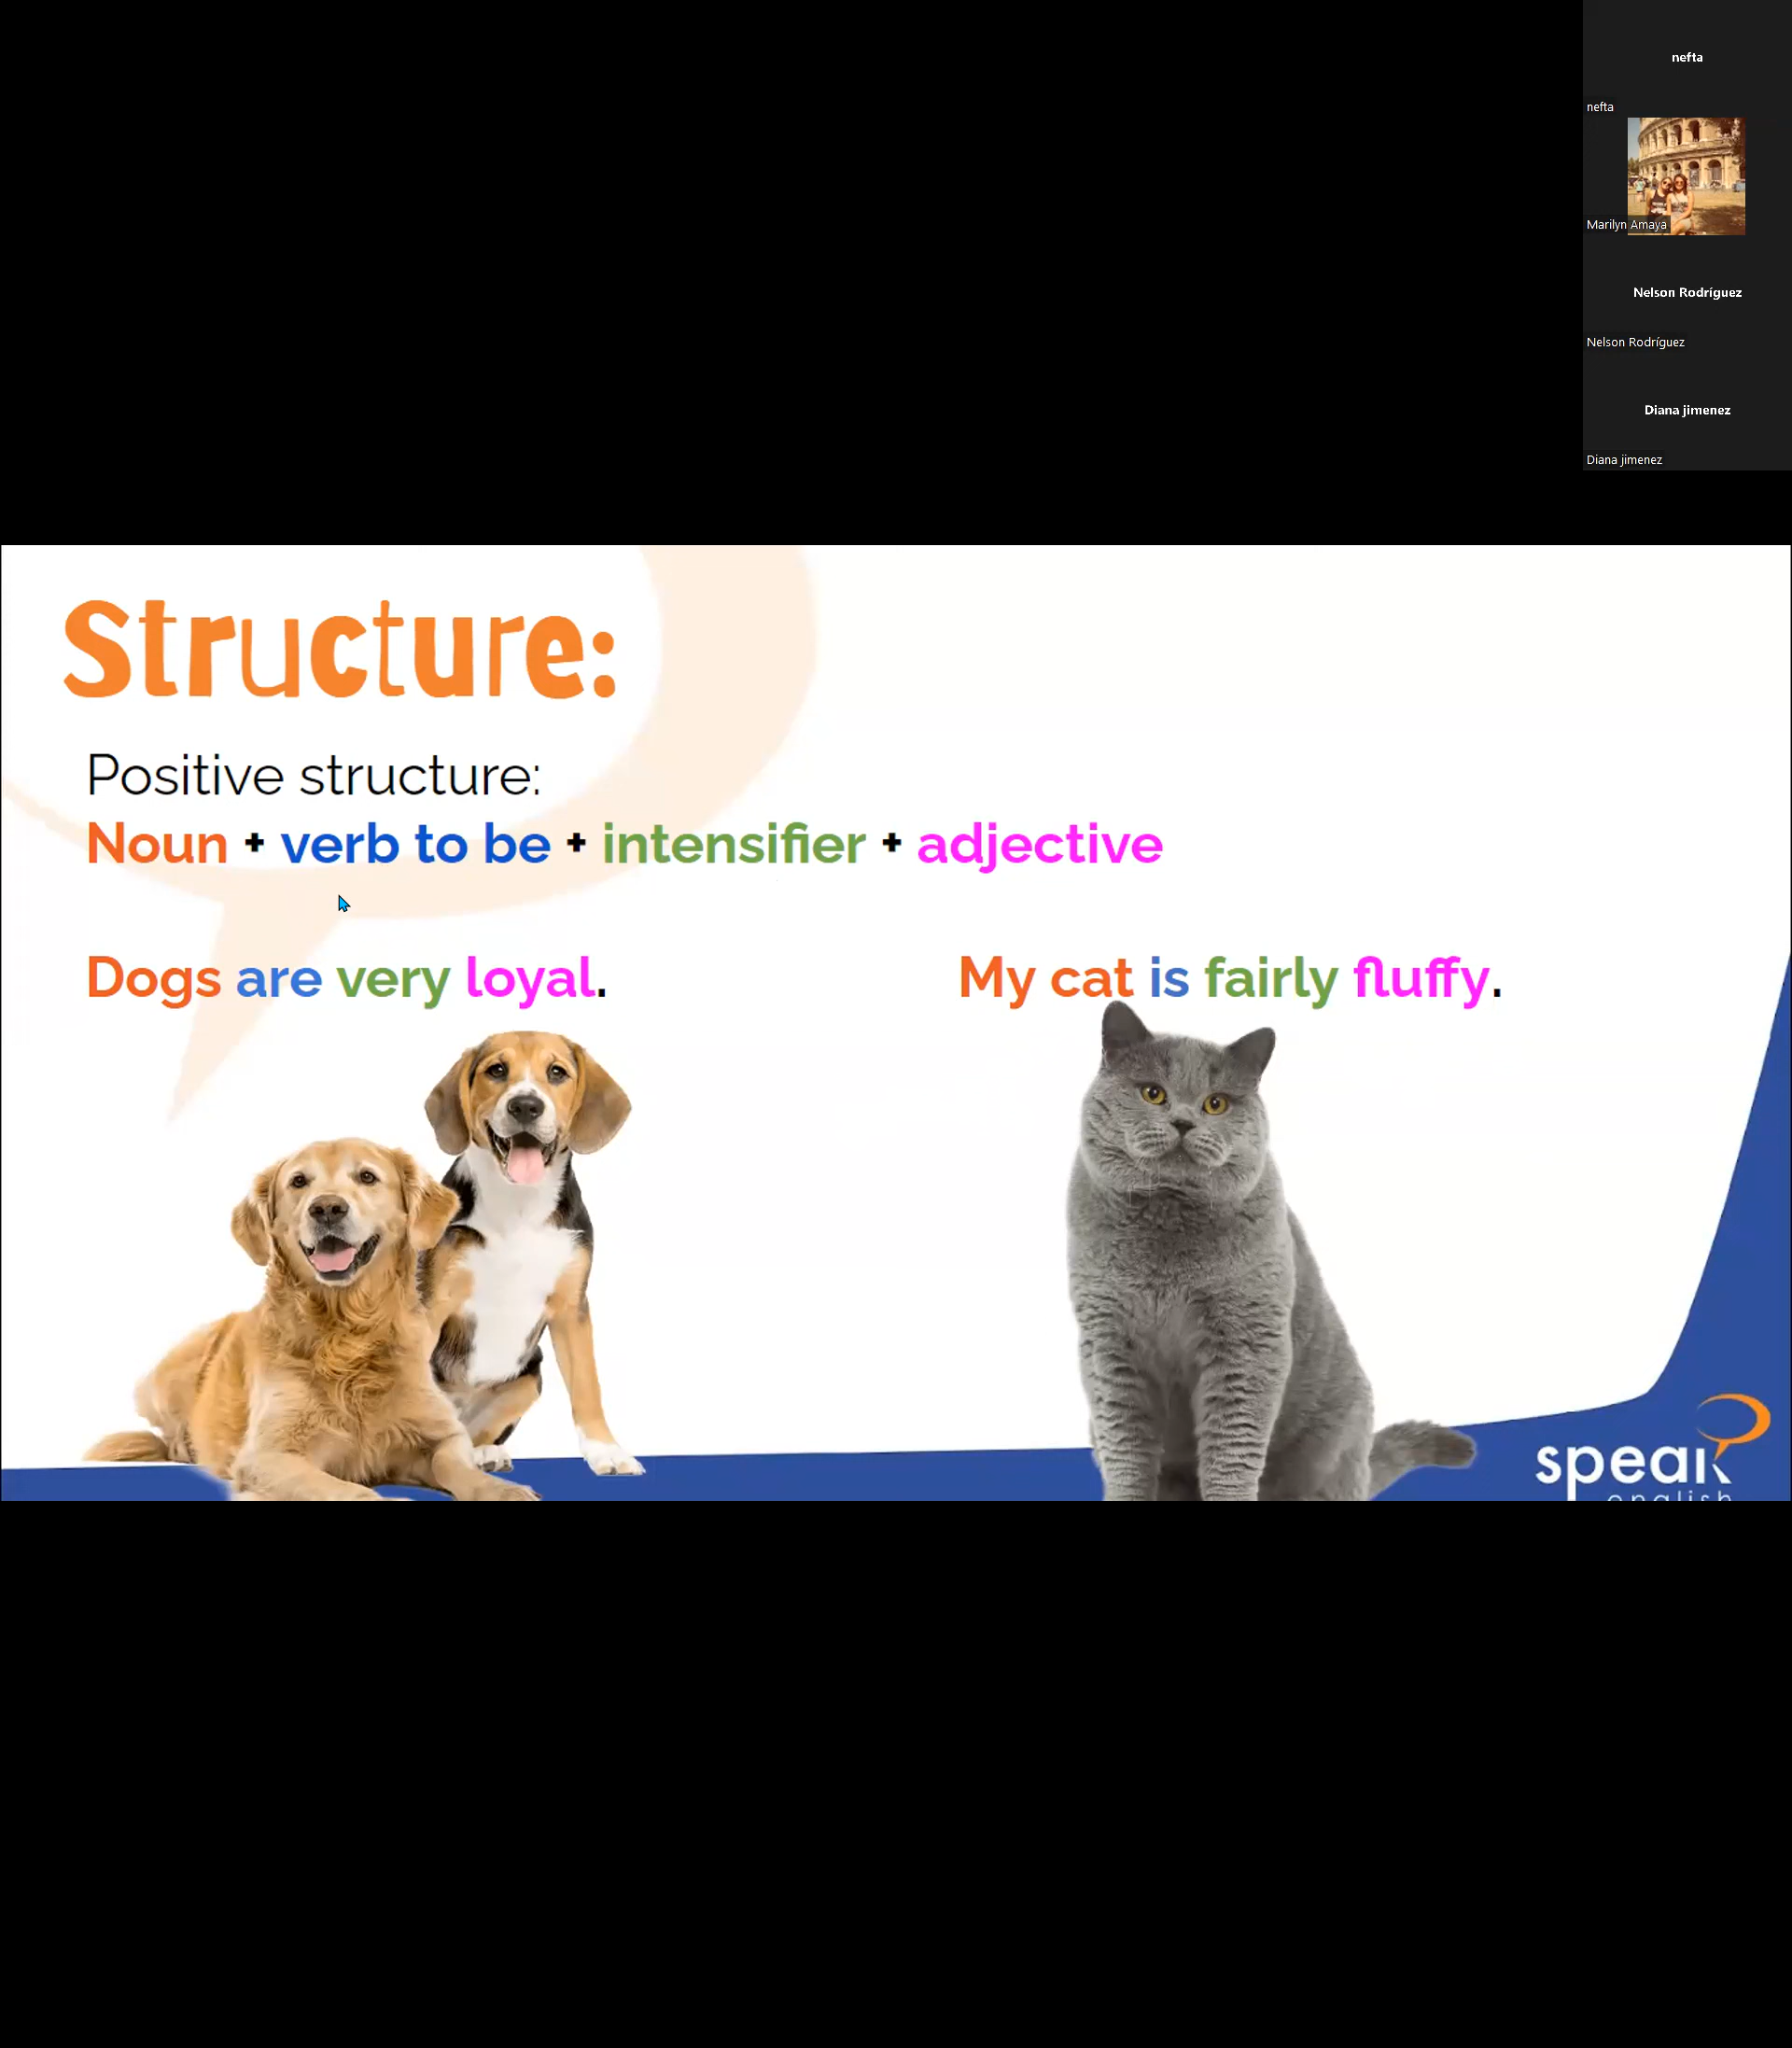 nefta
nefta
Marilyn Amaya
Nelson Rodríguez
Nelson Rodríguez
Diana jimenez
Diana jimenez
Structure:
Positive structure:
Noun + verb to be + intensifier + adjective
Dogs are very loyal.
My cat is fairly fluffy.
speak
english